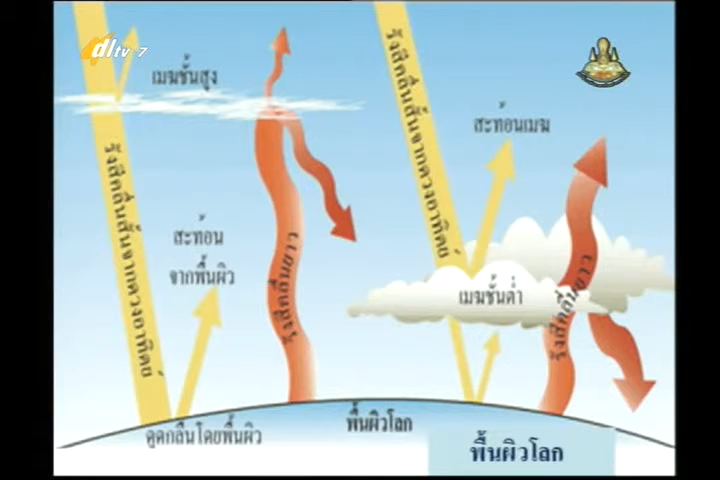 dltv 7
เมฆชั้นสูง
รังสีคลื่นสั้นจากดวงอาทิตย์
สะท้อน
จากพื้นผิว
รังสีคลื่นยาว
ดูดกลืนโดยพื้นผิว
รังสีคลื่นสั้นจากดวงอาทิตย์
สะท้อนเมฆ
เมฆชั้นต่ำ
รังสีคลื่นยาว
พื้นผิวโลก
พื้นผิวโลก